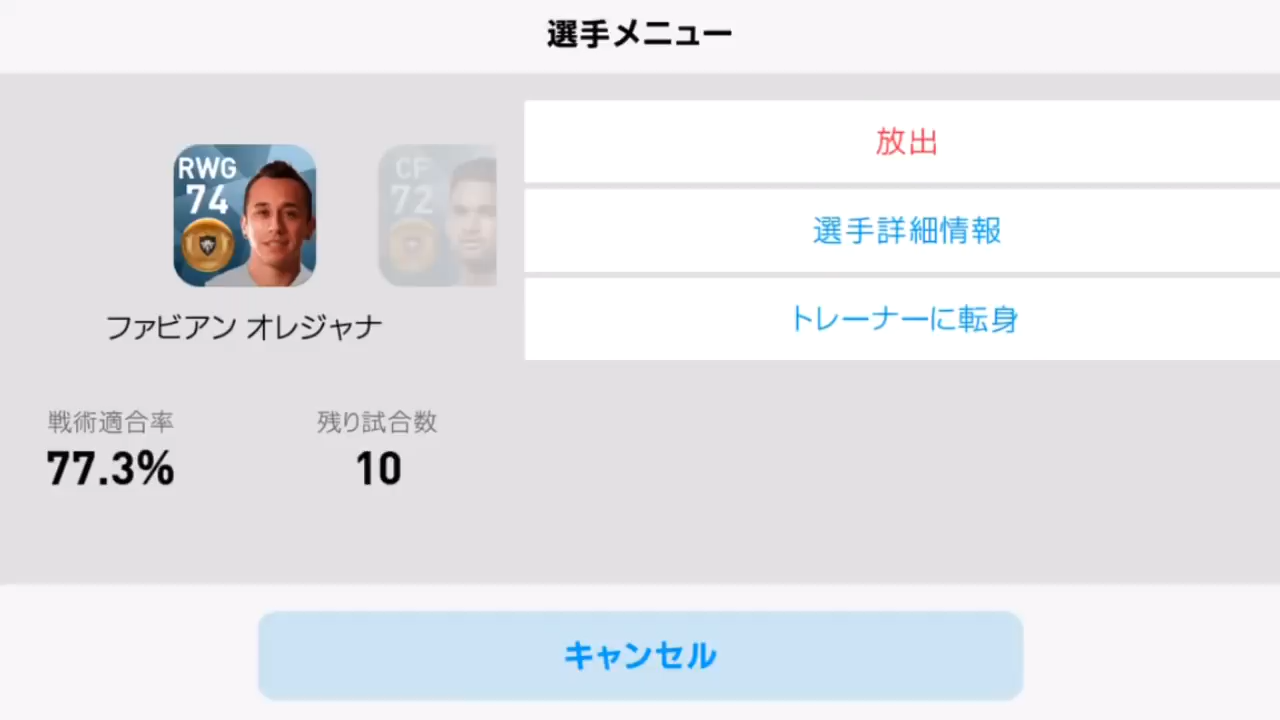 選手メニュー
RWG
74
CF
72
ファビアン オレジャナ
戦術適合率
残り試合数
77.3%
10
放出
選手詳細情報
トレーナーに転身
キャンセル